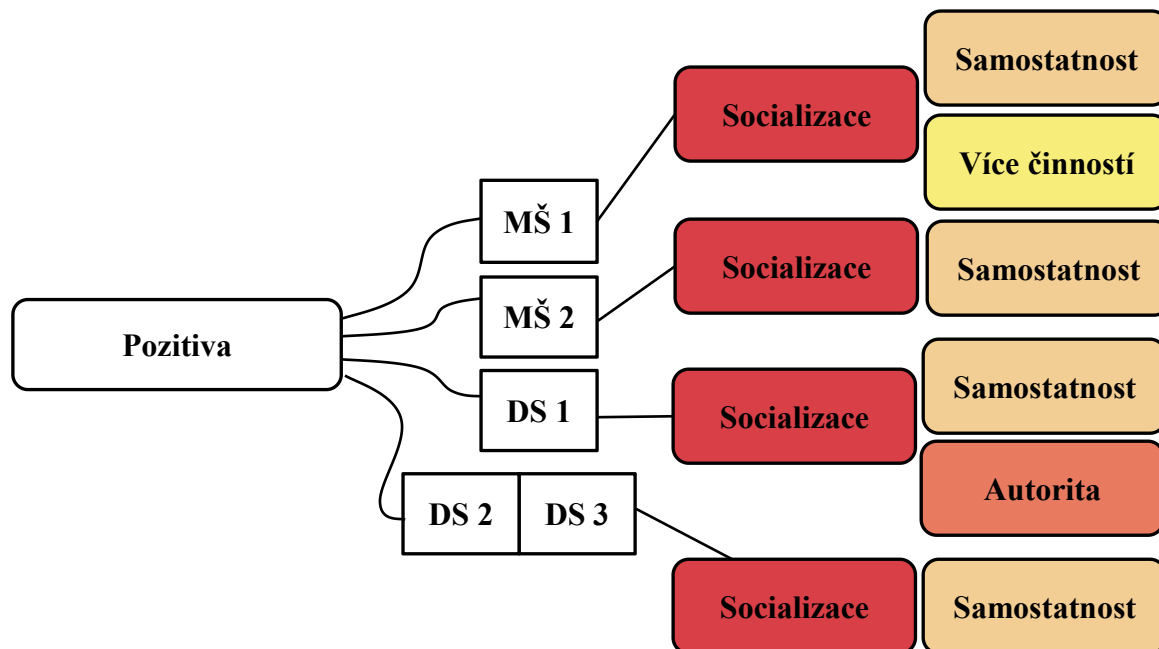 Pozitiva
MŠ 1
Socializace
Samostatnost
Více činností
MŠ 2
Socializace
Samostatnost
DS 1
Socializace
Samostatnost
Autorita
DS 2
DS 3
Socializace
Samostatnost